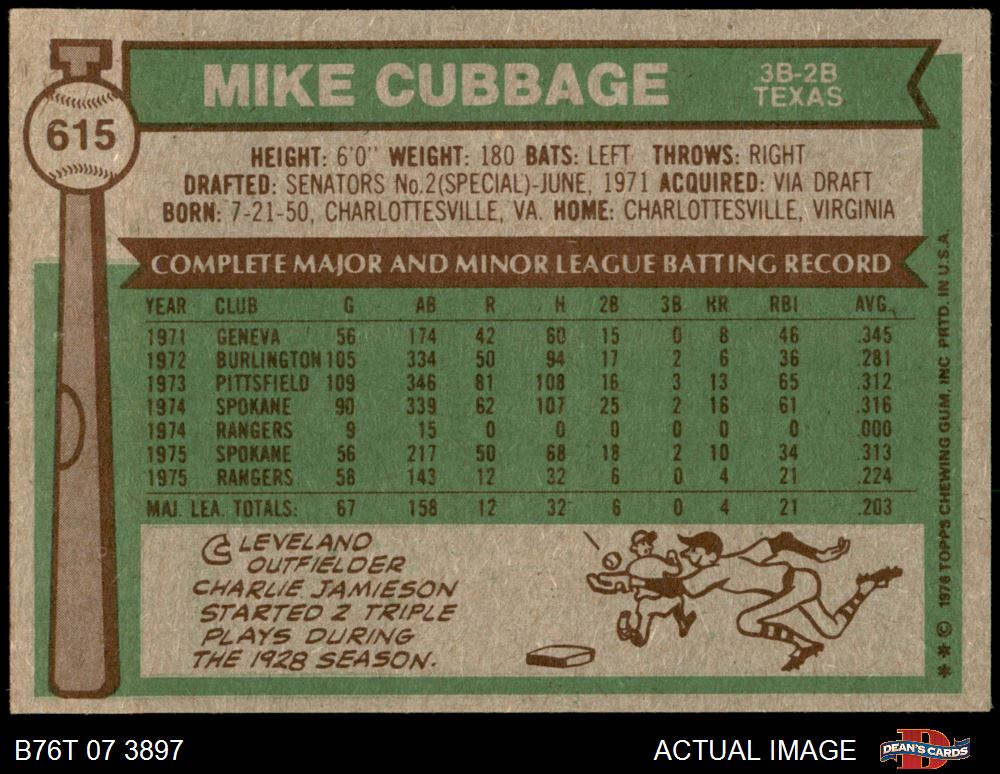 MIKE CUBBAGE
3B-2B
TEXAS
615
HEIGHT: 6'0" WEIGHT: 180 BATS: LEFT THROWS: RIGHT
DRAFTED: SENATORS No.2(SPECIAL)-JUNE, 1971 ACQUIRED: VIA DRAFT
BORN: 7-21-50, CHARLOTTESVILLE, VA. HOME: CHARLOTTESVILLE, VIRGINIA
COMPLETE MAJOR AND MINOR LEAGUE BATTING RECORD
YEAR CLUB G AB R H 2B 3B HR RBI AVG.
1971 GENEVA 56 174 42 60 15 0 8 46 .345
1972 BURLINGTON 105 334 50 94 17 2 6 36 .281
1973 PITTSFIELD 109 346 81 108 16 3 13 65 .312
1974 SPOKANE 90 339 62 107 25 2 16 61 .316
1974 RANGERS 9 15 0 0 0 0 0 0 .000
1975 SPOKANE 56 217 50 68 18 2 10 34 .313
1975 RANGERS 58 143 12 32 6 0 4 21 .224
MAJ. LEA. TOTALS: 67 158 12 32 6 0 4 21 .203
CLEVELAND
OUTFIELDER
CHARLIE JAMIESON
STARTED 2 TRIPLE
PLAYS DURING
THE 1928 SEASON.
* * © 1976 TOPPS CHEWING GUM, INC PRTD. IN U.S.A.
B76T 07 3897
ACTUAL IMAGE
DEAN'S CARDS